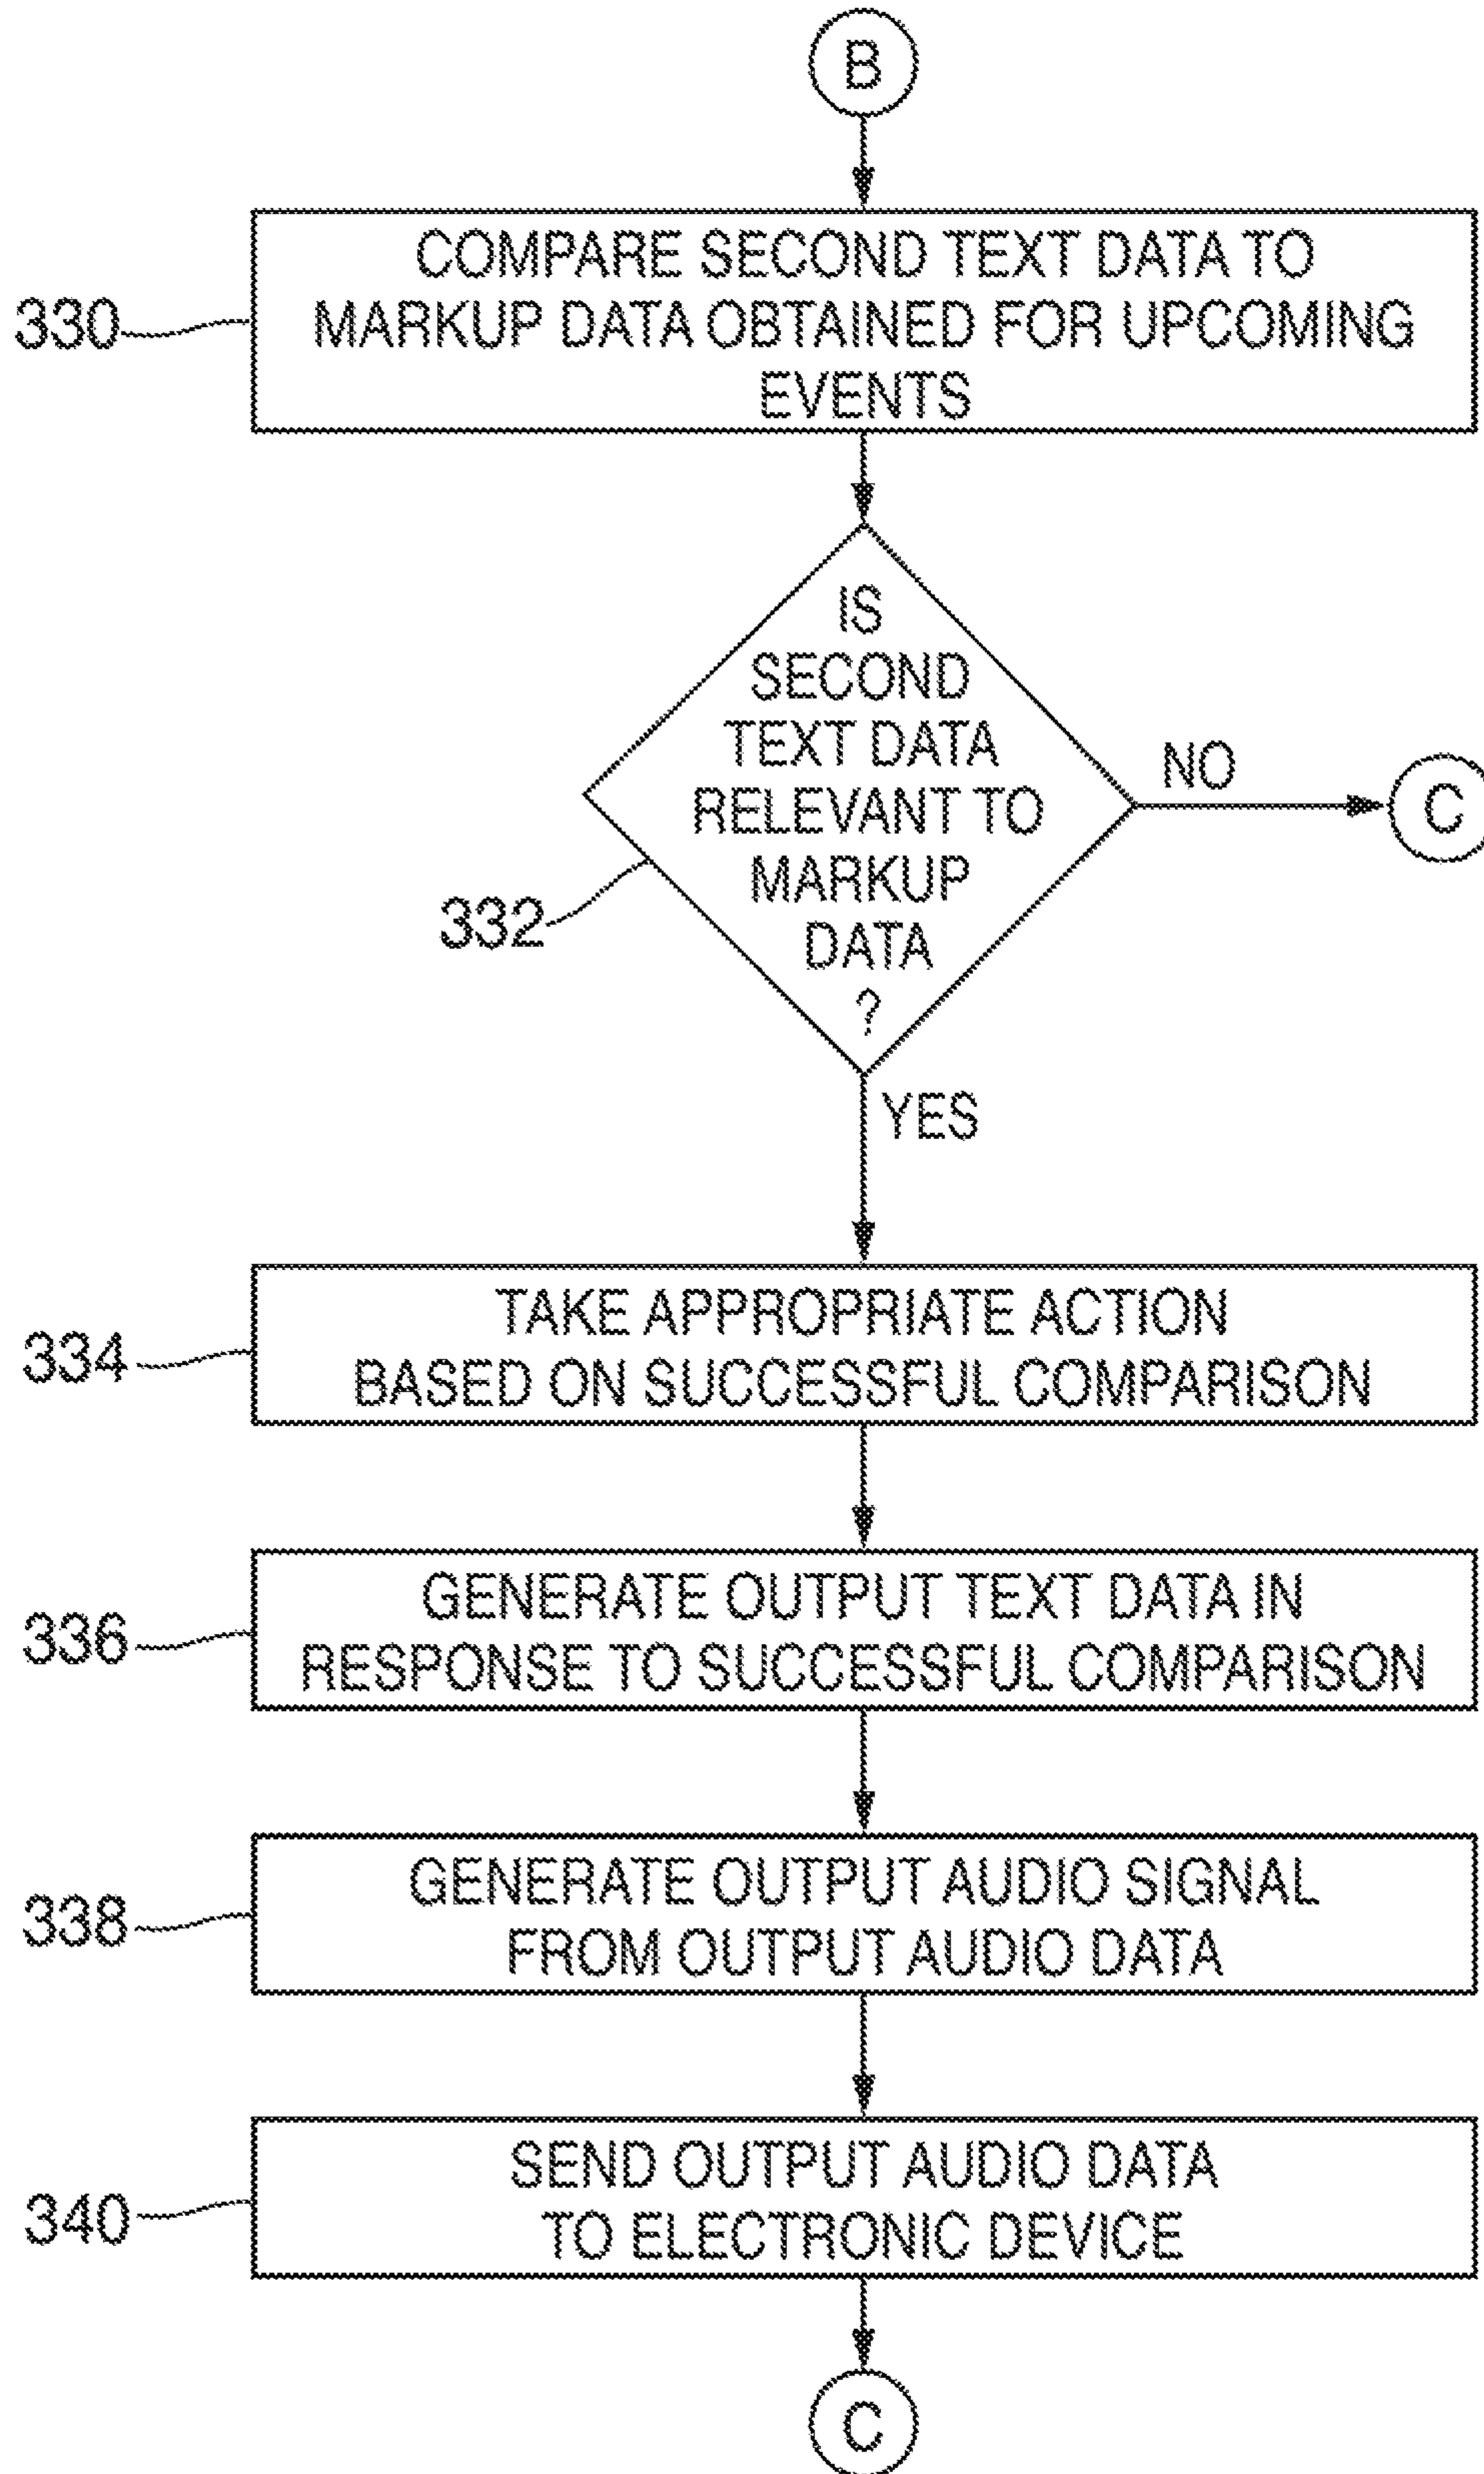 B
COMPARE SECOND TEXT DATA TO
MARKUP DATA OBTAINED FOR UPCOMING
EVENTS
330
IS
SECOND
TEXT DATA
RELEVANT TO
MARKUP
DATA
?
332
NO
C
YES
TAKE APPROPRIATE ACTION
BASED ON SUCCESSFUL COMPARISON
334
GENERATE OUTPUT TEXT DATA IN
RESPONSE TO SUCCESSFUL COMPARISON
336
GENERATE OUTPUT AUDIO SIGNAL
FROM OUTPUT AUDIO DATA
338
SEND OUTPUT AUDIO DATA
TO ELECTRONIC DEVICE
340
C